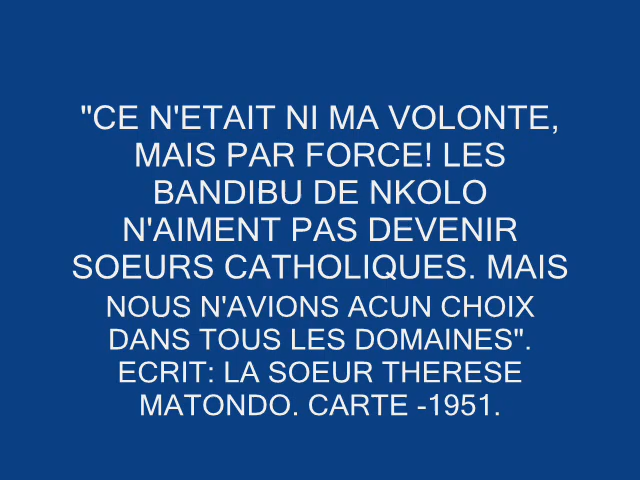 "CE N'ETAIT NI MA VOLONTE,
MAIS PAR FORCE! LES
BANDIBU DE NKOLO
N'AIMENT PAS DEVENIR
SOEURS CATHOLIQUES. MAIS
NOUS N'AVIONS ACUN CHOIX
DANS TOUS LES DOMAINES".
ECRIT: LA SOEUR THERESE
MATONDO. CARTE -1951.